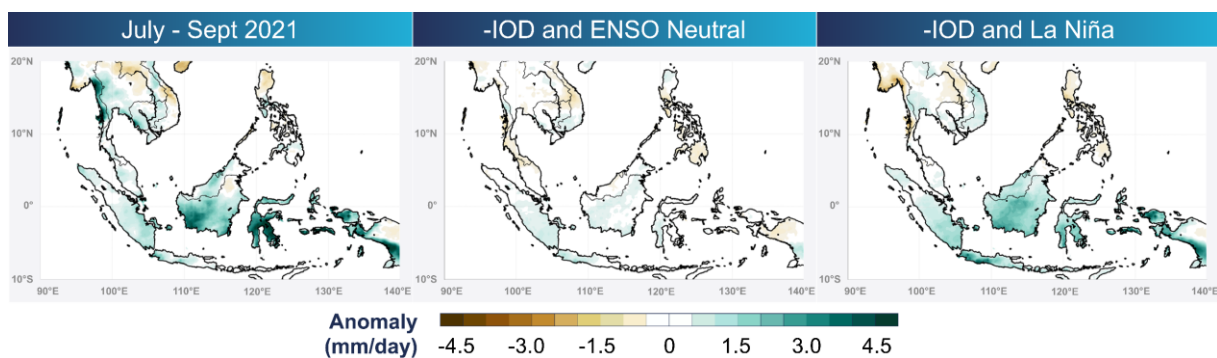 July - Sept 2021
-IOD and ENSO Neutral
-IOD and La Niña
20°N
10°N
0°
10°S
90°E 100°E 110°E 120°E 130°E 140°E
20°N
10°N
0°
10°S
90°E 100°E 110°E 120°E 130°E 140°E
20°N
10°N
0°
10°S
90°E 100°E 110°E 120°E 130°E 140°E
Anomaly
(mm/day)
-4.5 -3.0 -1.5 0 1.5 3.0 4.5